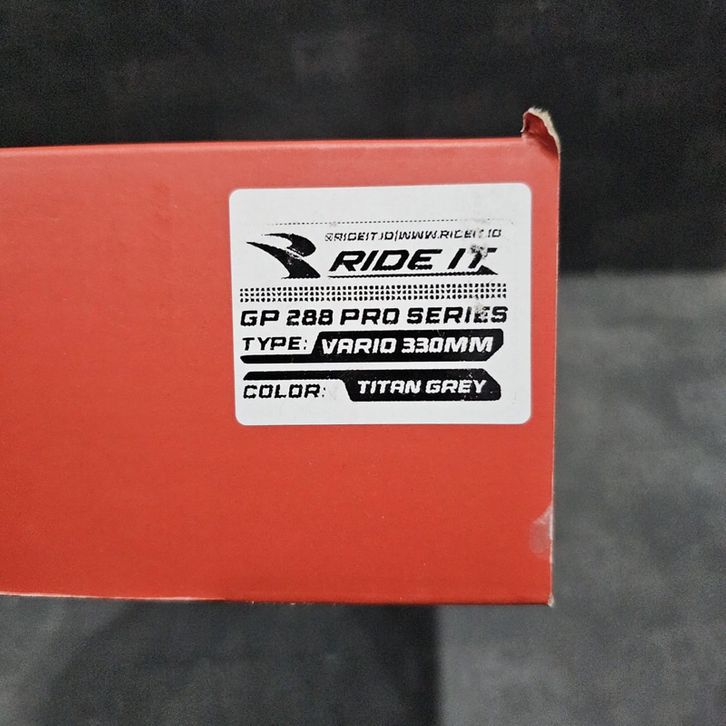 @RIDEIT.ID/WWW.RIDEIT.ID
RIDE IT
GP 288 PRO SERIES
TYPE: VARIO 330MM
COLOR: TITAN GREY